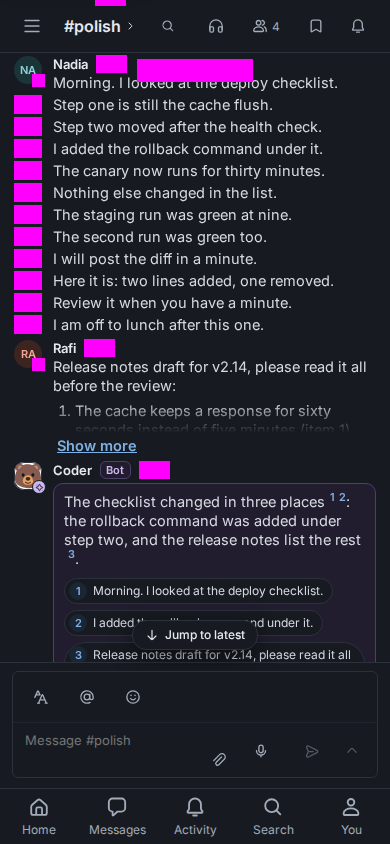 #polish
4
NA
Nadia
Morning. I looked at the deploy checklist.
Step one is still the cache flush.
Step two moved after the health check.
I added the rollback command under it.
The canary now runs for thirty minutes.
Nothing else changed in the list.
The staging run was green at nine.
The second run was green too.
I will post the diff in a minute.
Here it is: two lines added, one removed.
Review it when you have a minute.
I am off to lunch after this one.
RA
Rafi
Release notes draft for v2.14, please read it all
before the review:
1. The cache keeps a response for sixty
seconds instead of five minutes (item 1)
Show more
Coder Bot
The checklist changed in three places 1 2:
the rollback command was added under
step two, and the release notes list the rest
3.
1 Morning. I looked at the deploy checklist.
2 I added th nd under it.
Jump to latest
3 Release notes draft for v2.14, please read it all
Message #polish
Home
Messages
Activity
Search
You